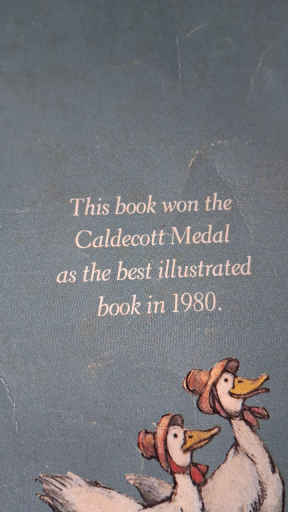 This book won the
Caldecott Medal
as the best illustrated
book in 1980.